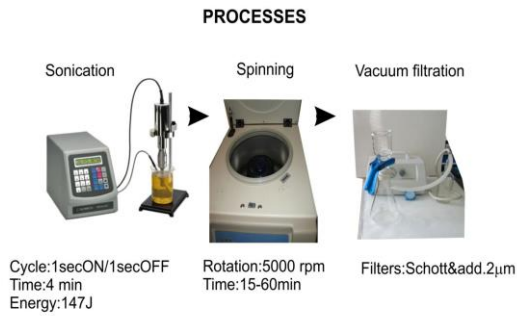 PROCESSES
Sonication
Spinning
Vacuum filtration
Cycle:1secON/1secOFF
Time:4 min
Energy:147J
Rotation:5000 rpm
Time:15-60min
Filters:Schott&add.2μm